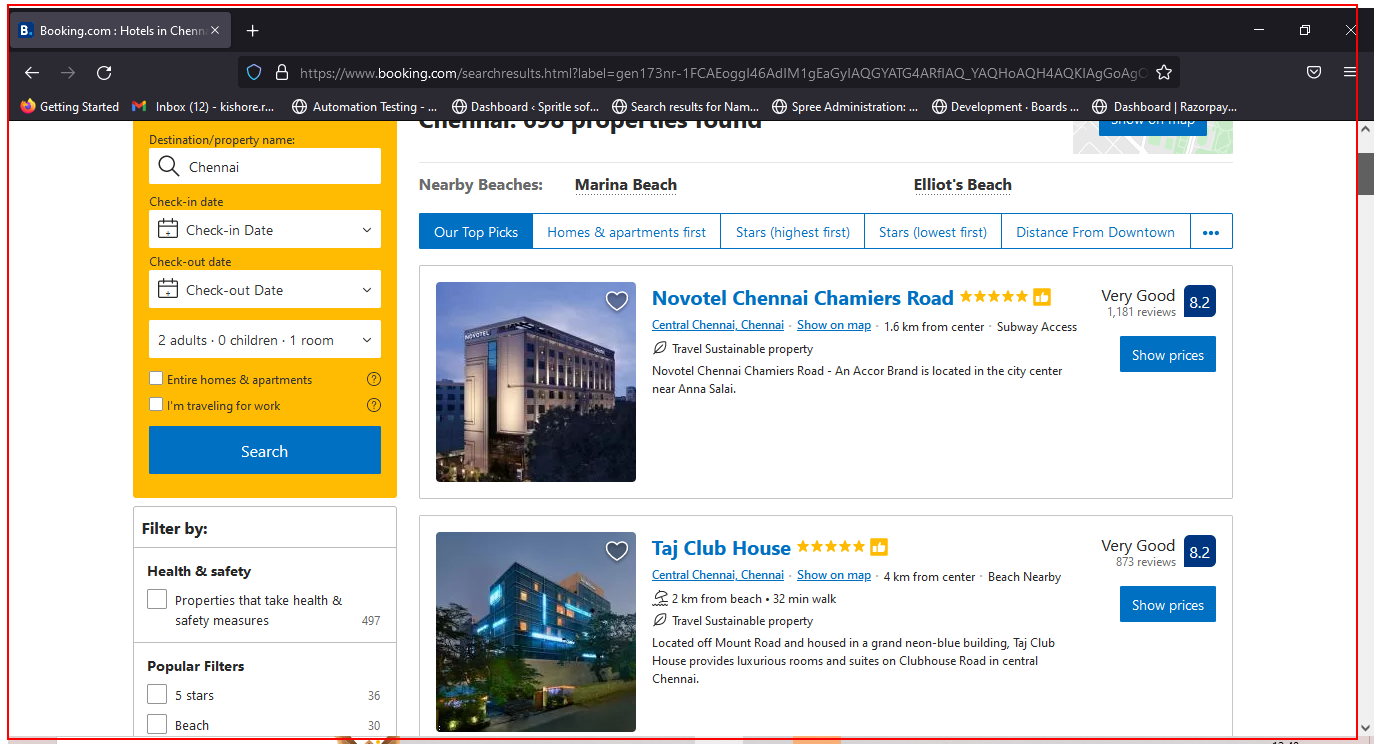 Booking.com : Hotels in Chenn
https://www.booking.com/searchresults.html?label=gen173nr-1FCAEoggI46AdIM1gEaGyIAQGYATG4ARfIAQ_YAQHoAQH4AQKIAgGoAgO
Getting Started
Inbox (12) - kishore.r...
Automation Testing - ...
Dashboard ‹ Spritle sof...
Search results for Nam...
Spree Administration: ...
Development · Boards ...
Dashboard | Razorpay...
Chennai: 698 properties found
Show on map
Destination/property name:
Chennai
Check-in date
Check-in Date
Check-out date
Check-out Date
2 adults · 0 children · 1 room
Entire homes & apartments
I'm traveling for work
Search
Filter by:
Health & safety
Properties that take health &
safety measures 497
Popular Filters
5 stars 36
Beach 30
Nearby Beaches: Marina Beach Elliot's Beach
Our Top Picks
Homes & apartments first
Stars (highest first)
Stars (lowest first)
Distance From Downtown
NOVOTEL
Novotel Chennai Chamiers Road
Central Chennai, Chennai · Show on map · 1.6 km from center · Subway Access
Travel Sustainable property
Novotel Chennai Chamiers Road - An Accor Brand is located in the city center
near Anna Salai.
Very Good 8.2
1,181 reviews
Show prices
Taj Club House
Central Chennai, Chennai · Show on map · 4 km from center · Beach Nearby
2 km from beach • 32 min walk
Travel Sustainable property
Located off Mount Road and housed in a grand neon-blue building, Taj Club
House provides luxurious rooms and suites on Clubhouse Road in central
Chennai.
Very Good 8.2
873 reviews
Show prices